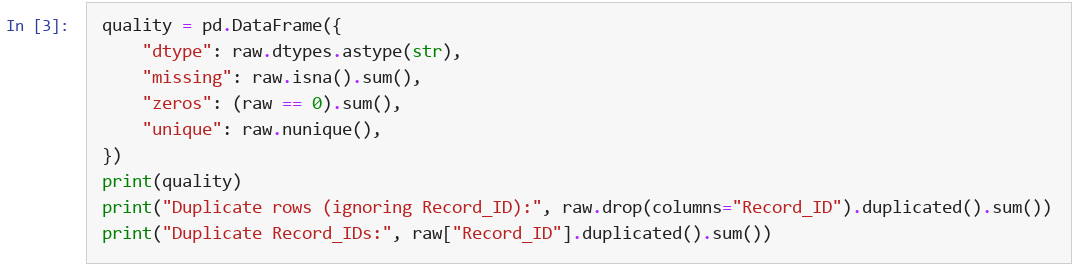 In [3]:
quality = pd.DataFrame({
    "dtype": raw.dtypes.astype(str),
    "missing": raw.isna().sum(),
    "zeros": (raw == 0).sum(),
    "unique": raw.nunique(),
})
print(quality)
print("Duplicate rows (ignoring Record_ID):", raw.drop(columns="Record_ID").duplicated().sum())
print("Duplicate Record_IDs:", raw["Record_ID"].duplicated().sum())